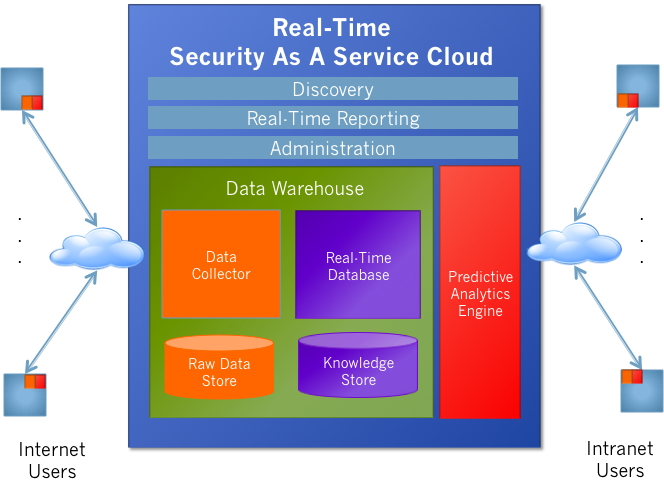 Real-Time
Security As A Service Cloud
Discovery
Real-Time Reporting
Administration
Data Warehouse
Data
Collector
Real-Time
Database
Predictive
Analytics
Engine
Raw Data
Store
Knowledge
Store
Internet
Users
Intranet
Users